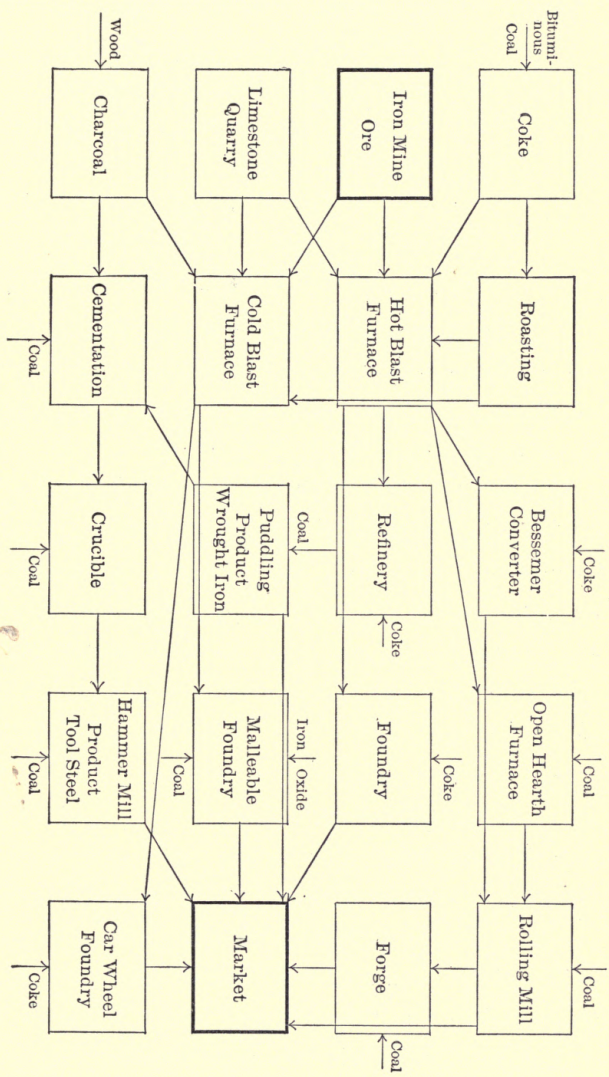 Coke
Coal
Coal
Bitumi-
nous
Coal
Coke
Roasting
Bessemer
Converter
Open Hearth
Furnace
Rolling Mill
Coke
Iron Mine
Ore
Hot Blast
Furnace
Refinery
Coke
Foundry
Forge
Coal
Coal
Iron
Oxide
Limestone
Quarry
Cold Blast
Furnace
Puddling
Product
Wrought Iron
Malleable
Foundry
Market
Coal
Wood
Charcoal
Cementation
Crucible
Hammer Mill
Product
Tool Steel
Car Wheel
Foundry
Coal
Coal
Coal
Coke